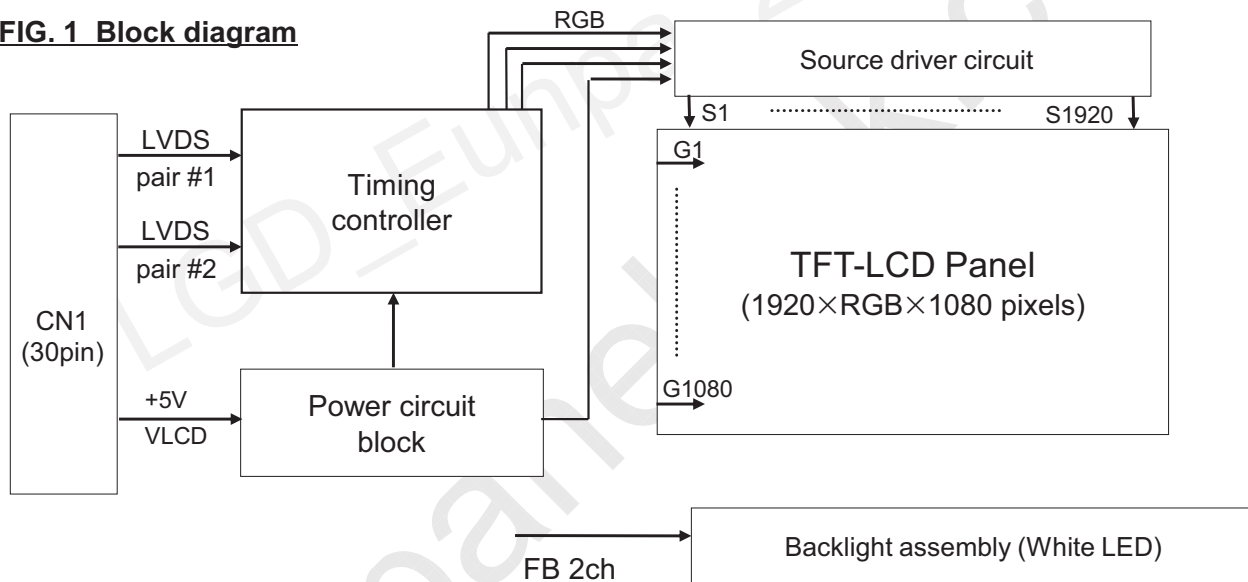 FIG. 1 Block diagram
RGB
Source driver circuit
S1
S1920
CN1
(30pin)
LVDS
pair #1
LVDS
pair #2
Timing
controller
G1
G1080
TFT-LCD Panel
(1920×RGB×1080 pixels)
+5V
VLCD
Power circuit
block
FB 2ch
Backlight assembly (White LED)
LGD_Eunpa
panel